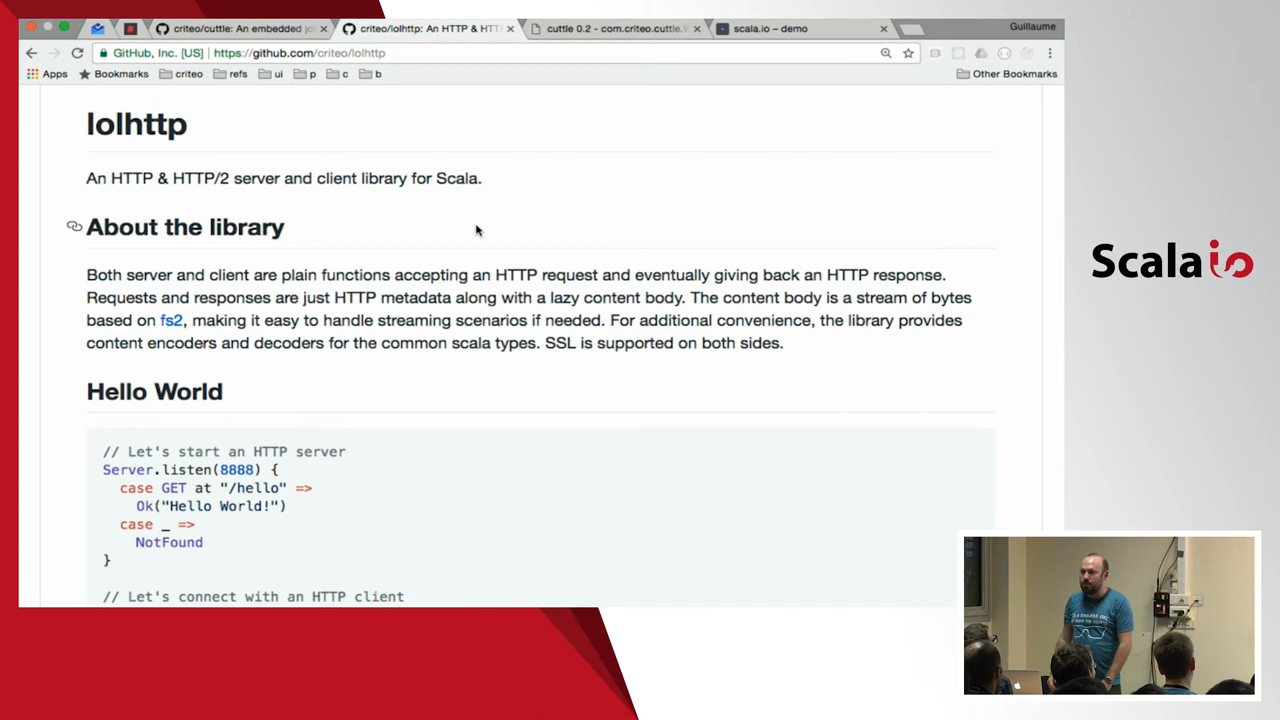 criteo/cuttle: An embedded jo
criteo/lolhttp: An HTTP & HTT
cuttle 0.2 - com.criteo.cuttle.
scala.io – demo
Guillaume
GitHub, Inc. [US]
https://github.com/criteo/lolhttp
Apps
Bookmarks
criteo
refs
ui
p
c
b
Other Bookmarks
lolhttp
An HTTP & HTTP/2 server and client library for Scala.
About the library
Both server and client are plain functions accepting an HTTP request and eventually giving back an HTTP response.
Requests and responses are just HTTP metadata along with a lazy content body. The content body is a stream of bytes
based on fs2, making it easy to handle streaming scenarios if needed. For additional convenience, the library provides
content encoders and decoders for the common scala types. SSL is supported on both sides.
Hello World
// Let's start an HTTP server
Server.listen(8888) {
case GET at "/hello" =>
Ok("Hello World!")
case _ =>
NotFound
}
// Let's connect with an HTTP client
Scala io